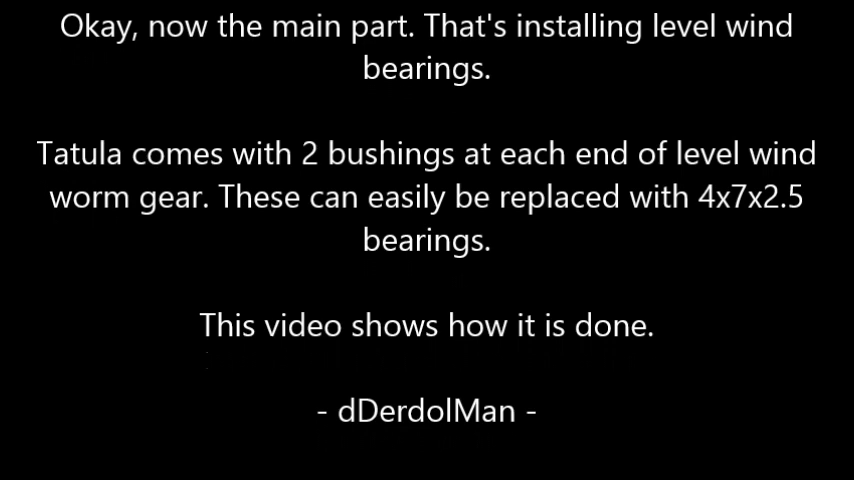 Okay, now the main part. That's installing level wind
bearings.
Tatula comes with 2 bushings at each end of level wind
worm gear. These can easily be replaced with 4x7x2.5
bearings.
This video shows how it is done.
- dDerdolMan -